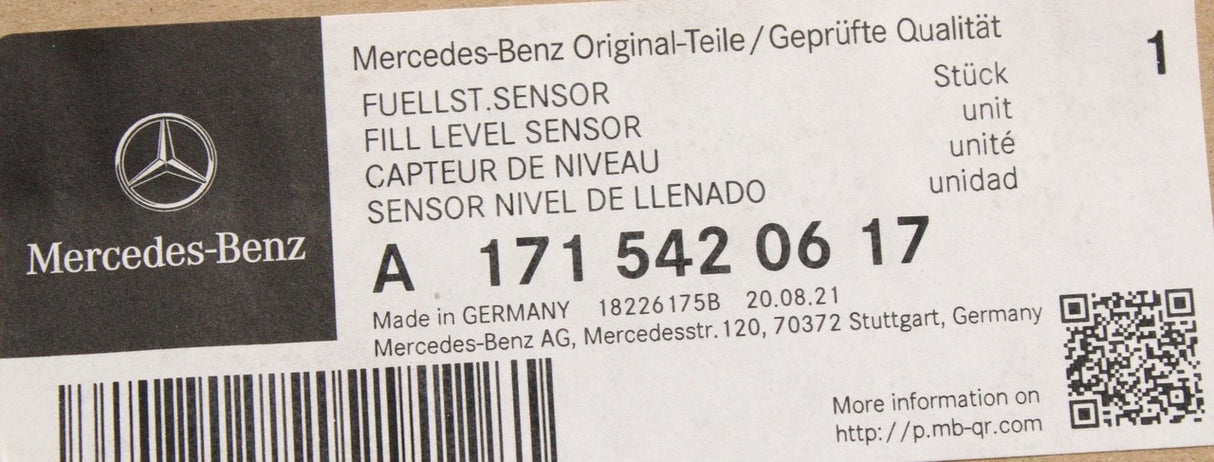 Mercedes-Benz
Mercedes-Benz Original-Teile/Geprüfte Qualität
FUELLST.SENSOR
FILL LEVEL SENSOR
CAPTEUR DE NIVEAU
SENSOR NIVEL DE LLENADO
Stück
unit
unité
unidad
1
A 171 542 06 17
Made in GERMANY 18226175B 20.08.21
Mercedes-Benz AG, Mercedesstr.120, 70372 Stuttgart, Germany
More information on
http://p.mb-qr.com